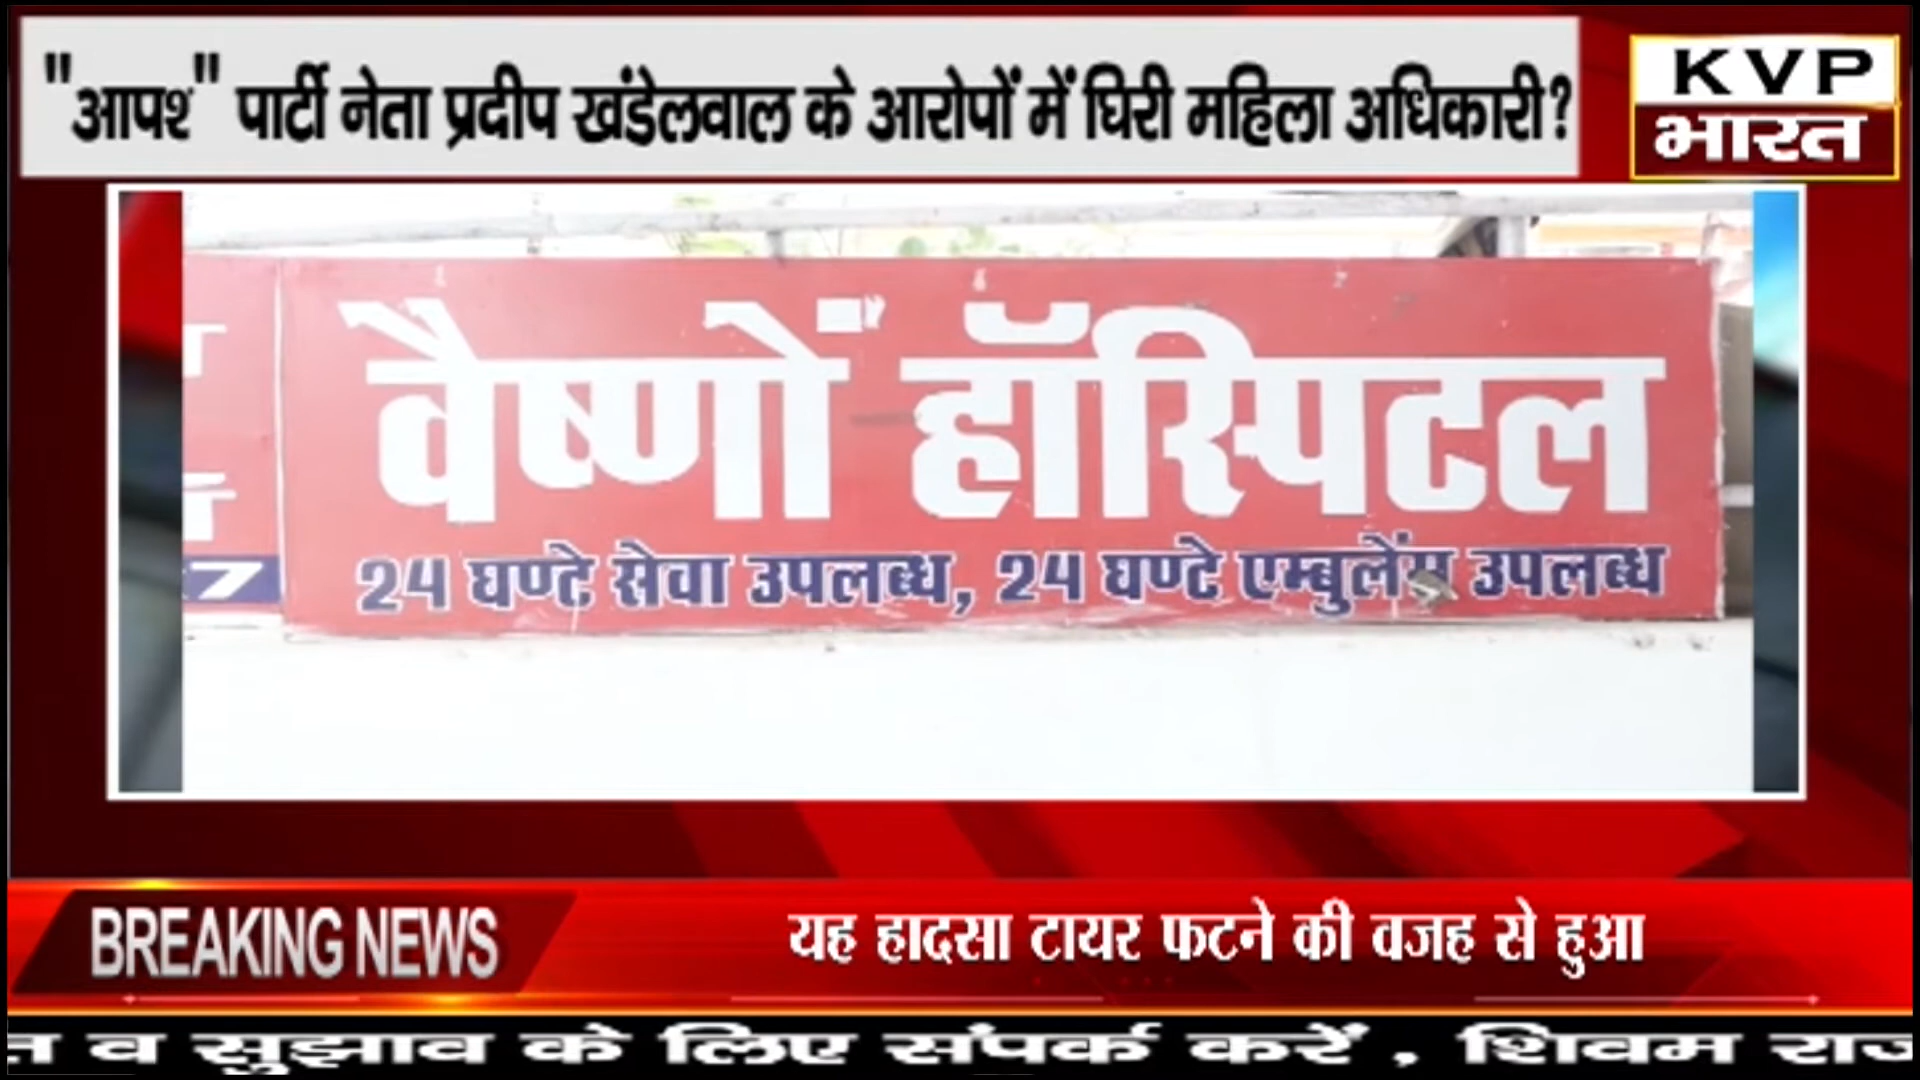 "आपश" पार्टी नेता प्रदीप खंडेलवाल के आरोपों में घिरी महिला अधिकारी?
KVP
भारत
वैष्णों हॉस्पिटल
24 घण्टे सेवा उपलब्ध, 24 घण्टे एम्बुलेंस उपलब्ध
7
BREAKING NEWS
यह हादसा टायर फटने की वजह से हुआ
व सुझाव के लिए संपर्क करें , शिवम